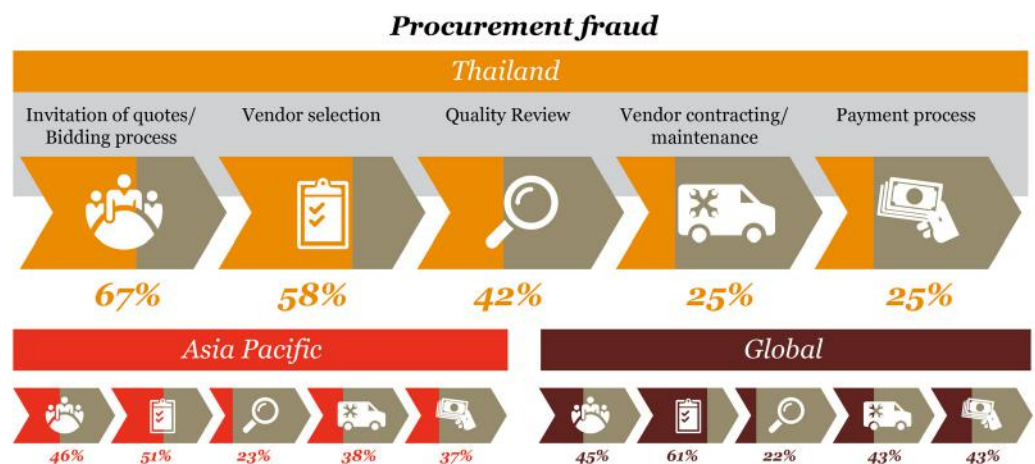 Procurement fraud
Thailand
Invitation of quotes/
Bidding process
Vendor selection
Quality Review
Vendor contracting/
maintenance
Payment process
67%
58%
42%
25%
25%
Asia Pacific
46%
51%
23%
38%
37%
Global
45%
61%
22%
43%
43%